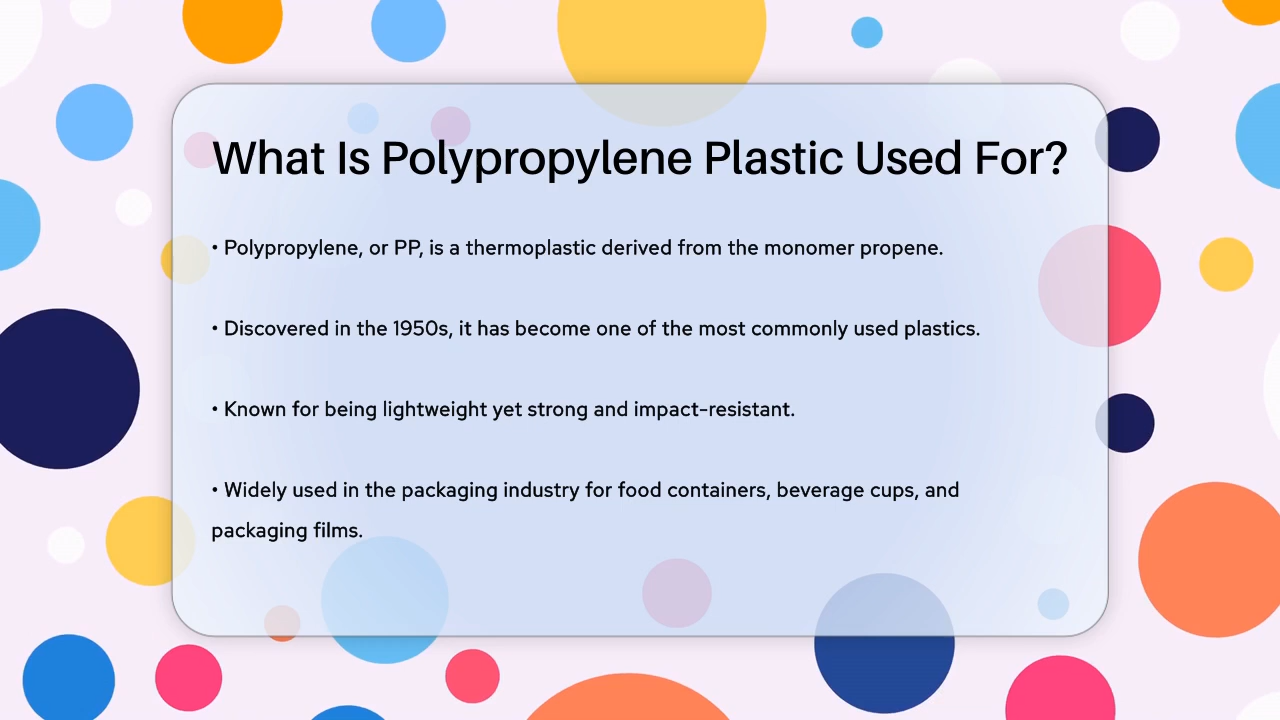 What Is Polypropylene Plastic Used For?
• Polypropylene, or PP, is a thermoplastic derived from the monomer propene.
• Discovered in the 1950s, it has become one of the most commonly used plastics.
• Known for being lightweight yet strong and impact-resistant.
• Widely used in the packaging industry for food containers, beverage cups, and
packaging films.